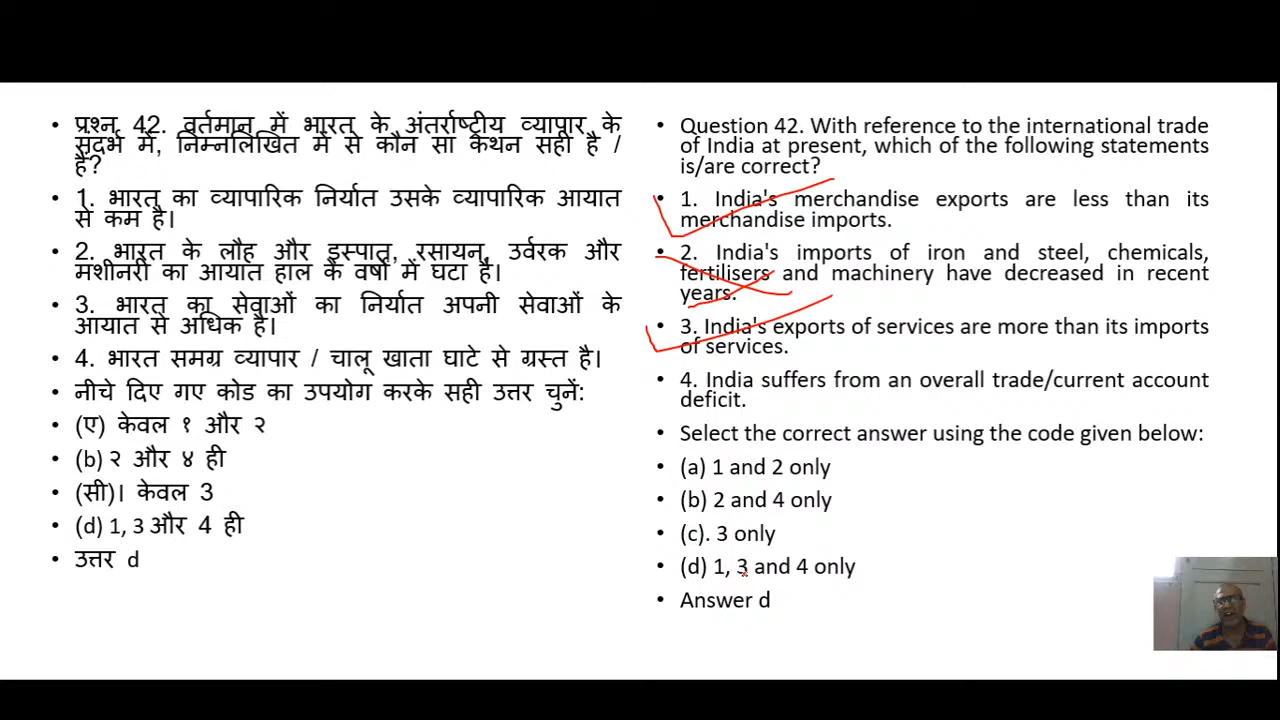 प्रश्न 42. वर्तमान में भारत के अंतर्राष्ट्रीय व्यापार के
संदर्भ में, निम्नलिखित में से कौन सा कथन सही है /
हैं?
1. भारत का व्यापारिक निर्यात उसके व्यापारिक आयात
से कम है।
2. भारत के लौह और इस्पात, रसायन, उर्वरक और
मशीनरी का आयात हाल के वर्षों में घटा है।
3. भारत का सेवाओं का निर्यात अपनी सेवाओं के
आयात से अधिक है।
4. भारत समग्र व्यापार / चालू खाता घाटे से ग्रस्त है।
नीचे दिए गए कोड का उपयोग करके सही उत्तर चुनें:
(ए) केवल १ और २
(b) २ और ४ ही
(सी)। केवल 3
(d) 1, 3 और 4 ही
उत्तर d
Question 42. With reference to the international trade
of India at present, which of the following statements
is/are correct?
1. India's merchandise exports are less than its
merchandise imports.
2. India's imports of iron and steel, chemicals,
fertilisers and machinery have decreased in recent
years.
3. India's exports of services are more than its imports
of services.
4. India suffers from an overall trade/current account
deficit.
Select the correct answer using the code given below:
(a) 1 and 2 only
(b) 2 and 4 only
(c). 3 only
(d) 1, 3 and 4 only
Answer d